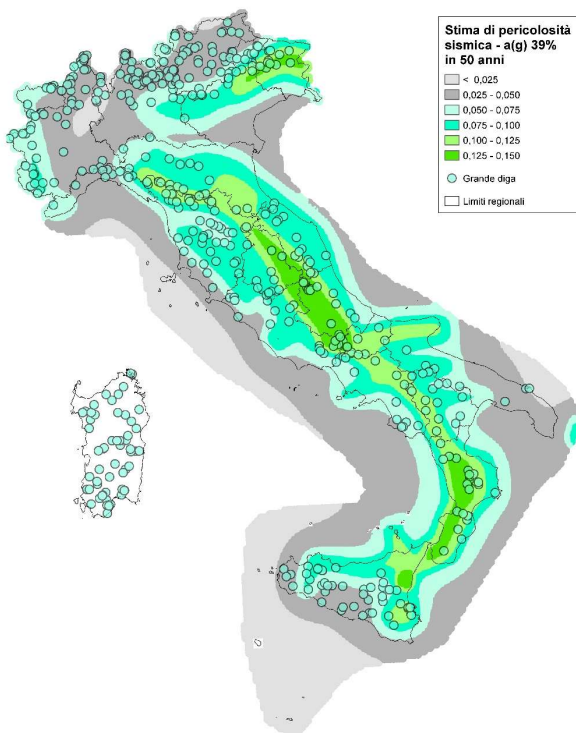 Stima di pericolosità
sismica - a(g) 39%
in 50 anni
< 0,025
0,025 - 0,050
0,050 - 0,075
0,075 - 0,100
0,100 - 0,125
0,125 - 0,150
Grande diga
Limiti regionali